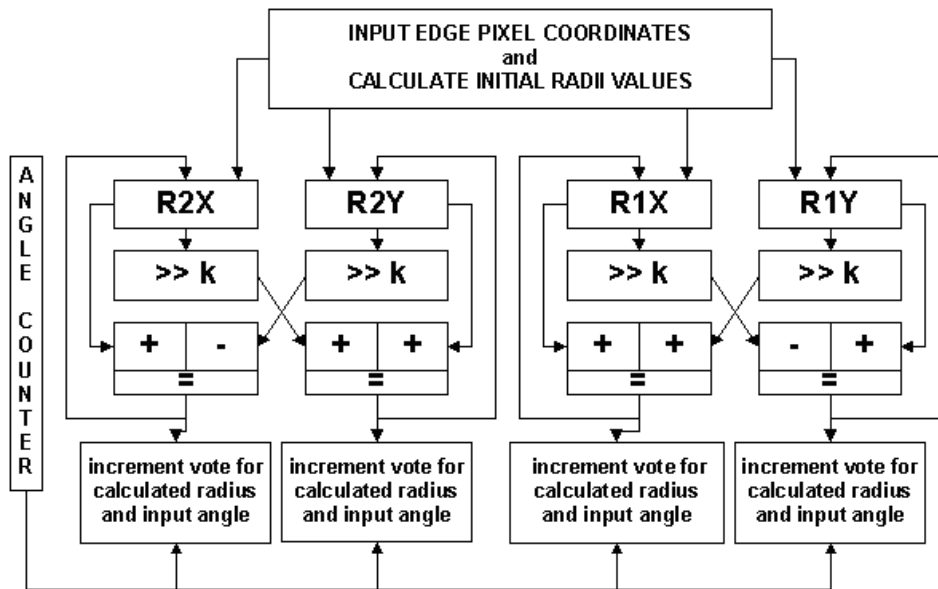 INPUT EDGE PIXEL COORDINATES
and
CALCULATE INITIAL RADII VALUES
ANGLE COUNTER
R2X
R2Y
R1X
R1Y
>> k
>> k
>> k
>> k
+ -
+ +
+ +
- +
=
=
=
=
increment vote for
calculated radius
and input angle
increment vote for
calculated radius
and input angle
increment vote for
calculated radius
and input angle
increment vote for
calculated radius
and input angle